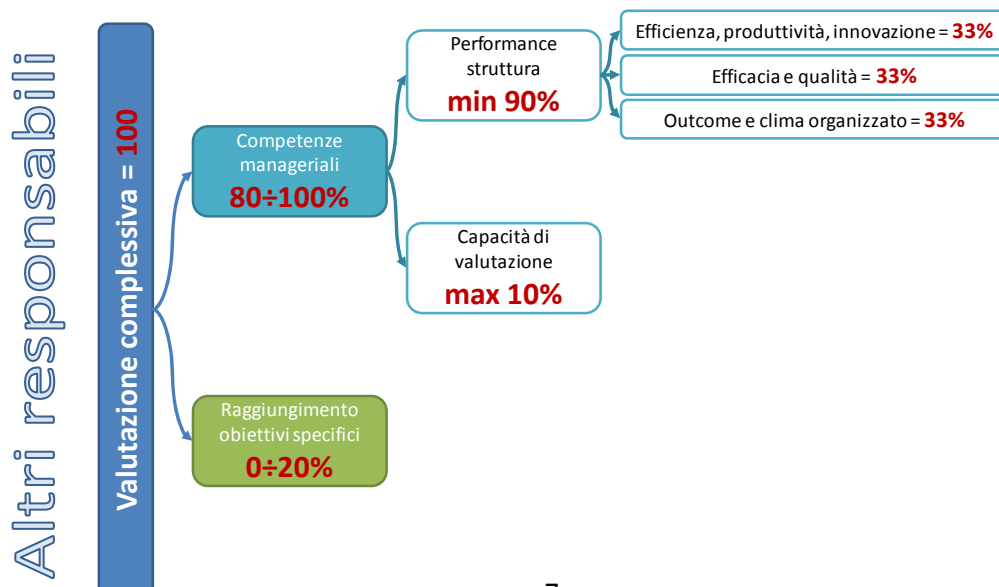 Altri responsabili
Valutazione complessiva = 100
Competenze
manageriali
80÷100%
Raggiungimento
obiettivi specifici
0÷20%
Performance
struttura
min 90%
Capacità di
valutazione
max 10%
Efficienza, produttività, innovazione = 33%
Efficacia e qualità = 33%
Outcome e clima organizzato = 33%